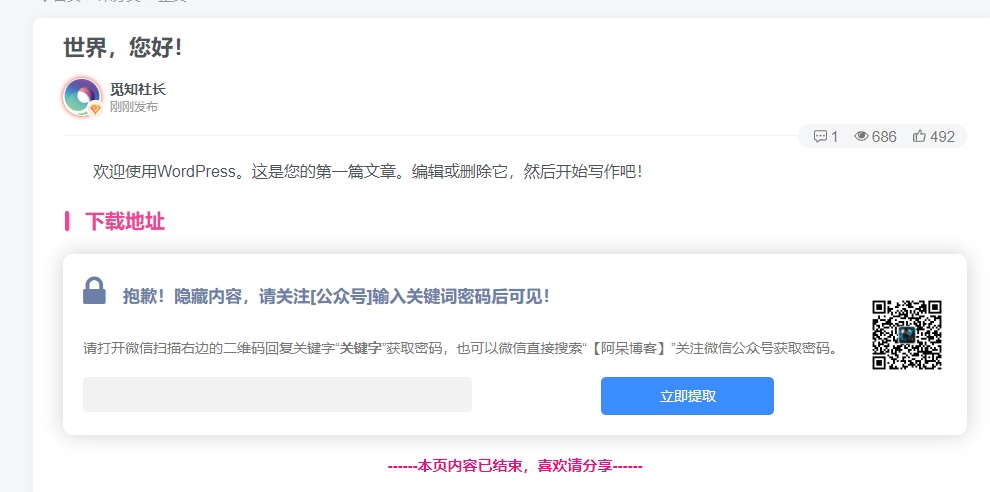 世界，您好！
觅知社长
刚刚发布
1 686 492
欢迎使用WordPress。这是您的第一篇文章。编辑或删除它，然后开始写作吧！
下载地址
抱歉！隐藏内容，请关注[公众号]输入关键词密码后可见！
请打开微信扫描右边的二维码回复关键字“关键字”获取密码，也可以微信直接搜索“【阿呆博客】”关注微信公众号获取密码。
立即提取
------本页内容已结束，喜欢请分享------